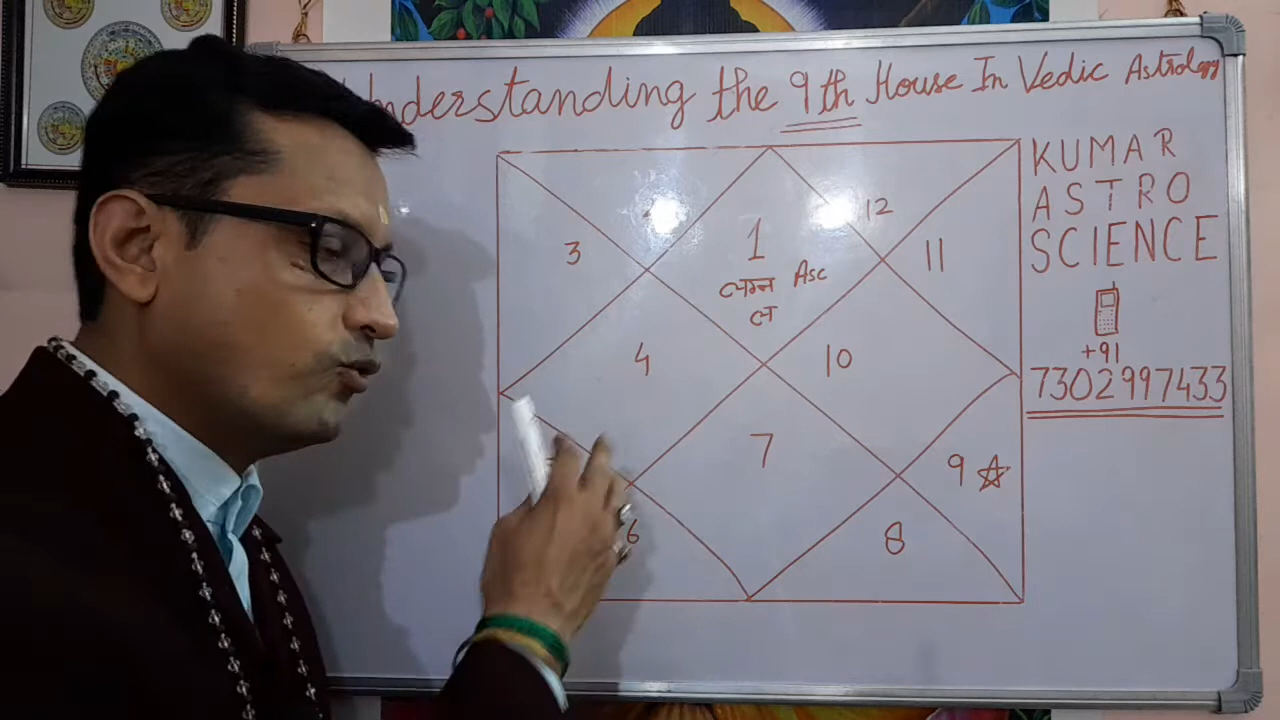 Understanding the 9th House In Vedic Astrology
KUMAR
ASTRO
SCIENCE
+91
7302997433
12
3
1
11
लग्न Asc
ल
4
10
7
9
6
8